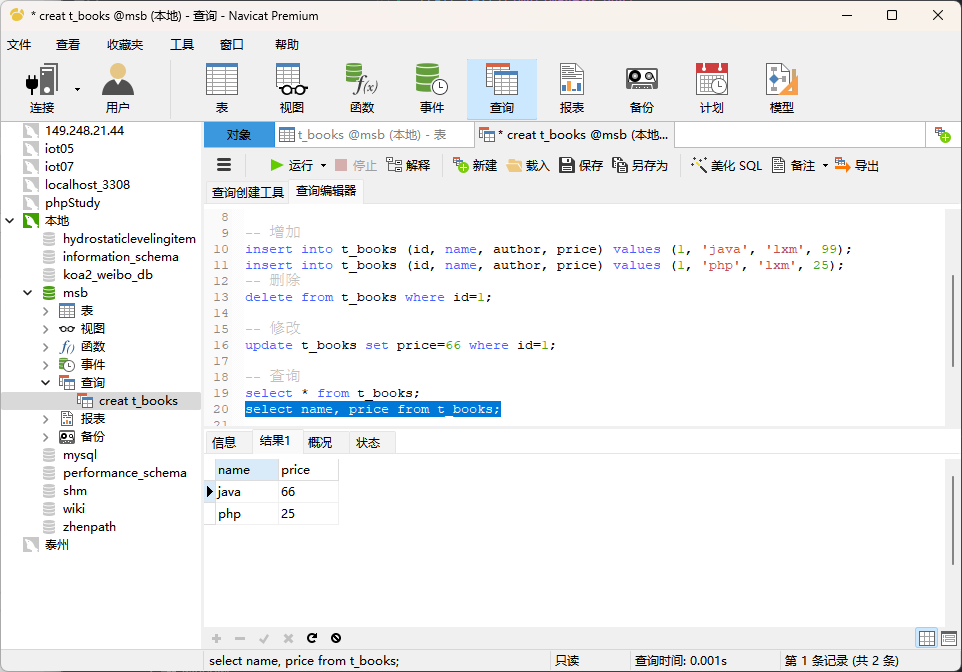 * creat t_books @msb (本地) - 查询 - Navicat Premium
文件 查看 收藏夹 工具 窗口 帮助
连接 用户 表 视图 函数 事件 查询 报表 备份 计划 模型
149.248.21.44
iot05
iot07
localhost_3308
phpStudy
本地
hydrostaticlevelingitem
information_schema
koa2_weibo_db
msb
表
视图
函数
事件
查询
creat t_books
报表
备份
mysql
performance_schema
shm
wiki
zhenpath
泰州
对象 t_books @msb (本地) - 表 * creat t_books @msb (本地...
运行 停止 解释 新建 载入 保存 另存为 美化 SQL 备注 导出
查询创建工具 查询编辑器
8
9 -- 增加
10 insert into t_books (id, name, author, price) values (1, 'java', 'lxm', 99);
11 insert into t_books (id, name, author, price) values (1, 'php', 'lxm', 25);
12 -- 删除
13 delete from t_books where id=1;
14
15 -- 修改
16 update t_books set price=66 where id=1;
17
18 -- 查询
19 select * from t_books;
20 select name, price from t_books;
21
信息 结果1 概况 状态
name price
java 66
php 25
select name, price from t_books; 只读 查询时间: 0.001s 第 1 条记录 (共 2 条)